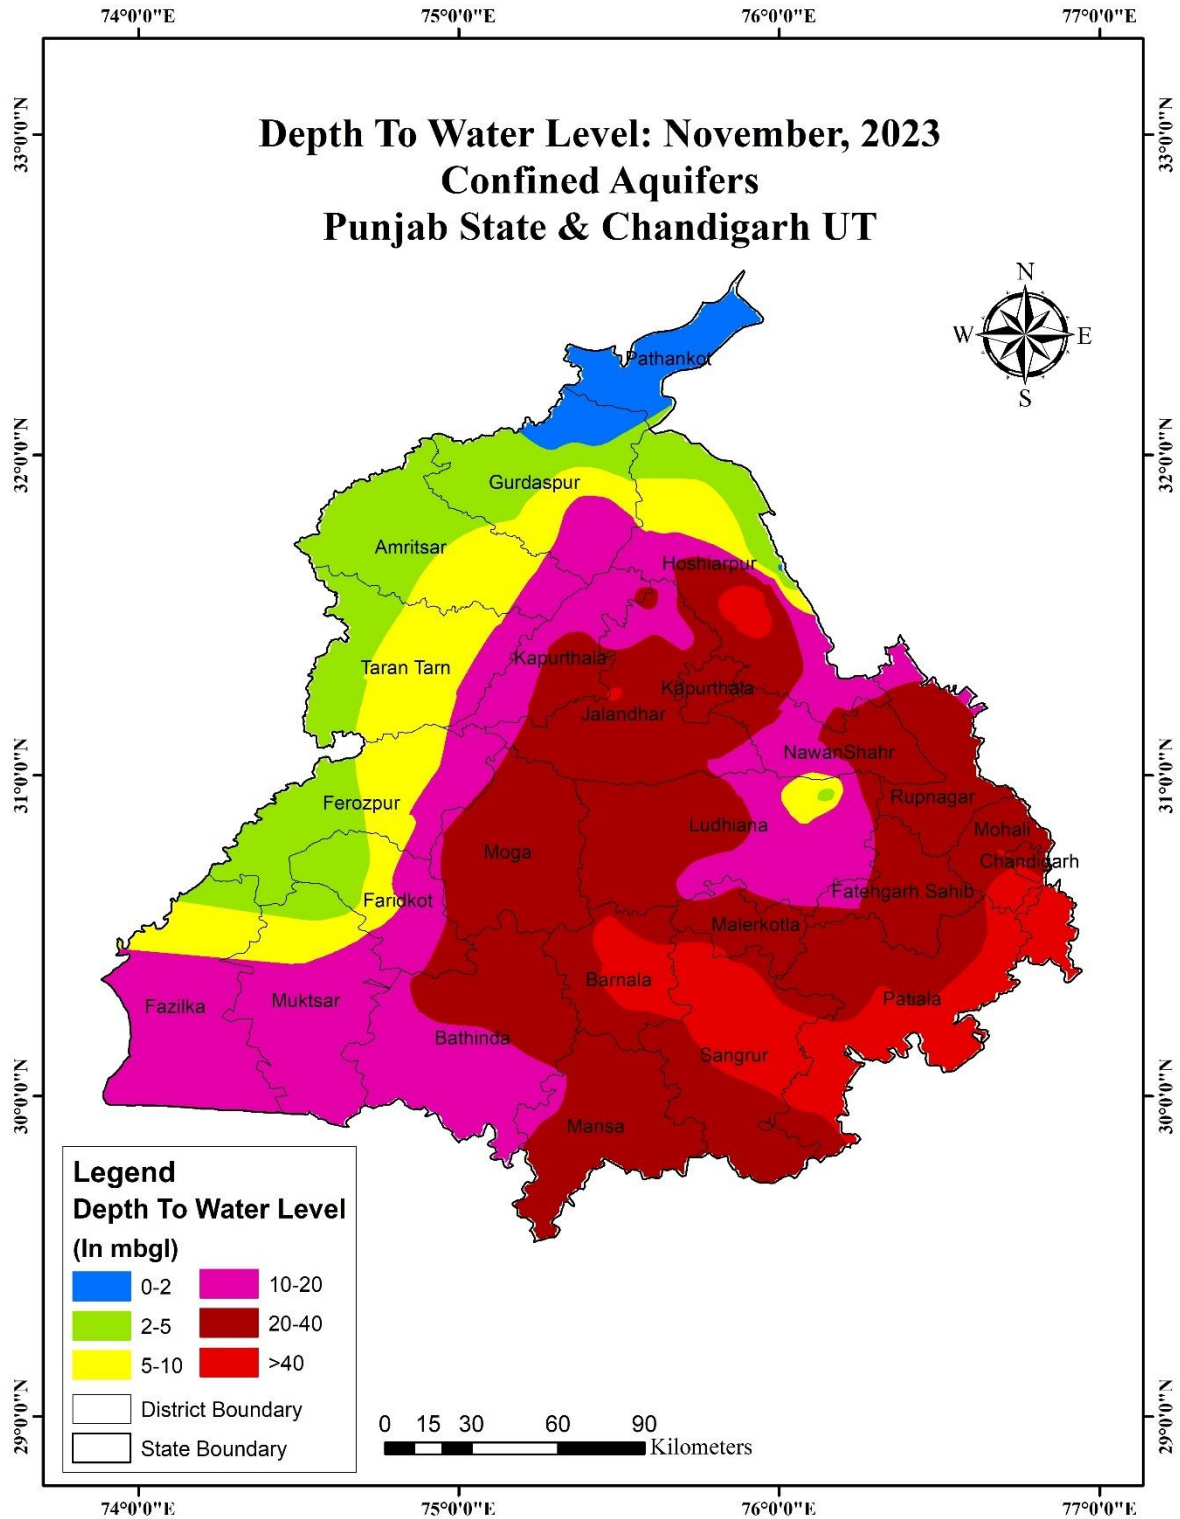 74°0'0"E 75°0'0"E 76°0'0"E 77°0'0"E
33°0'0"N
33°0'0"N
Depth To Water Level: November, 2023
Confined Aquifers
Punjab State & Chandigarh UT
N
W E
S
Pathankot
32°0'0"N
32°0'0"N
Gurdaspur
Amritsar
Hoshiarpur
Kapurthala
Taran Tarn
Kapurthala
Jalandhar
NawanShahr
31°0'0"N
31°0'0"N
Rupnagar
Ferozpur
Ludhiana
Mohali
Moga
Chandigarh
Fatehgarh Sahib
Faridkot
Malerkotla
Barnala
Patiala
Muktsar
Fazilka
Bathinda
Sangrur
30°0'0"N
30°0'0"N
Mansa
Legend
Depth To Water Level
(In mbgl)
0-2 10-20
2-5 20-40
5-10 >40
District Boundary
State Boundary
0 15 30 60 90
Kilometers
29°0'0"N
29°0'0"N
74°0'0"E 75°0'0"E 76°0'0"E 77°0'0"E